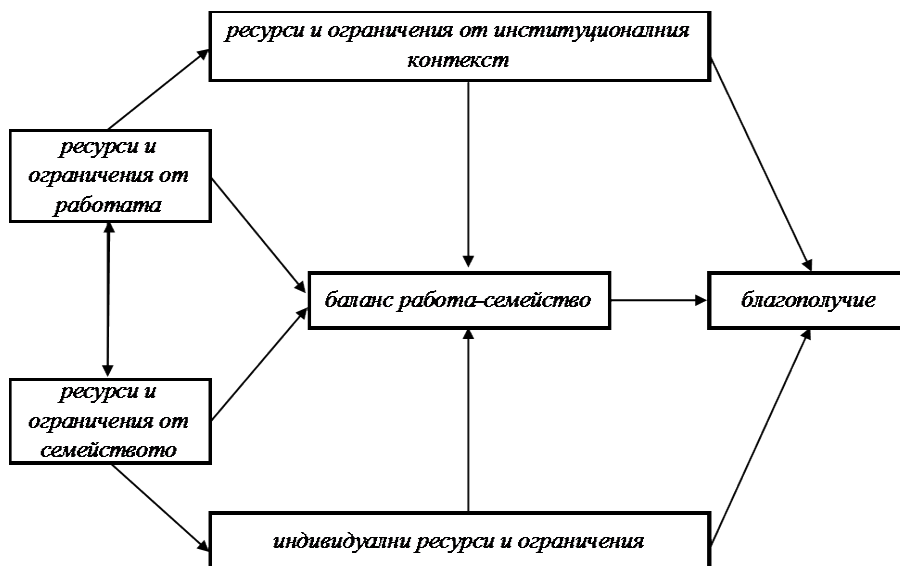 ресурси и ограничения от институционалния
контекст
ресурси и
ограничения от
работата
баланс работа-семейство
благополучие
ресурси и
ограничения от
семейството
индивидуални ресурси и ограничения